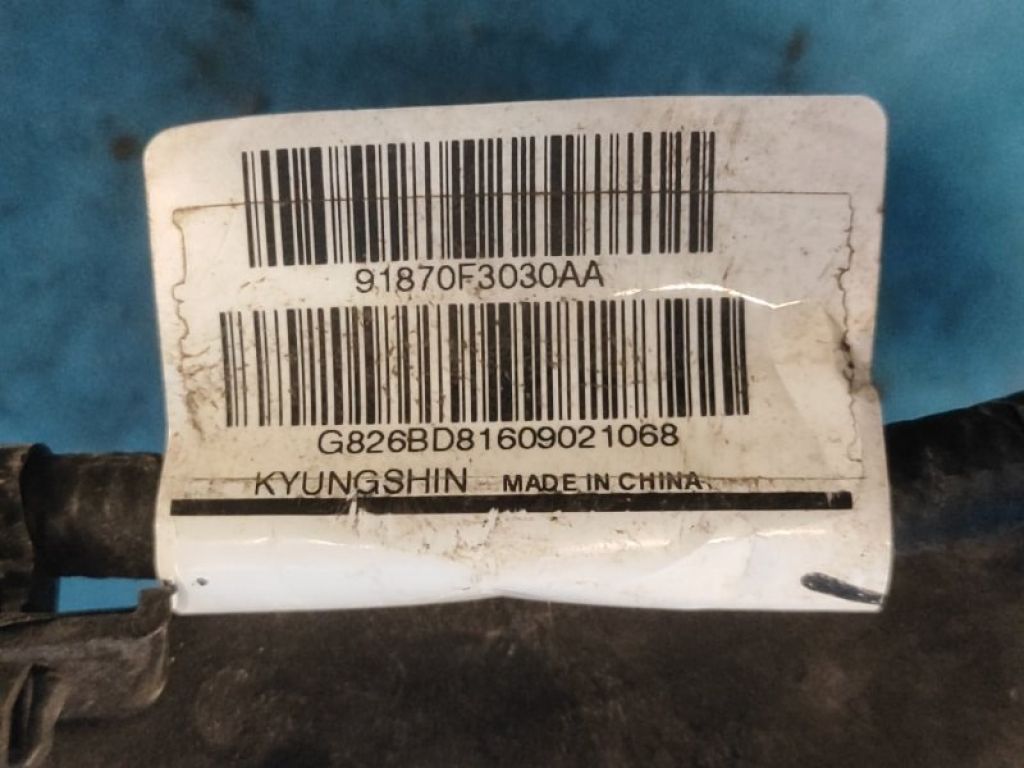 91870F3030AA
G826BD81609021068
KYUNGSHIN MADE IN CHINA